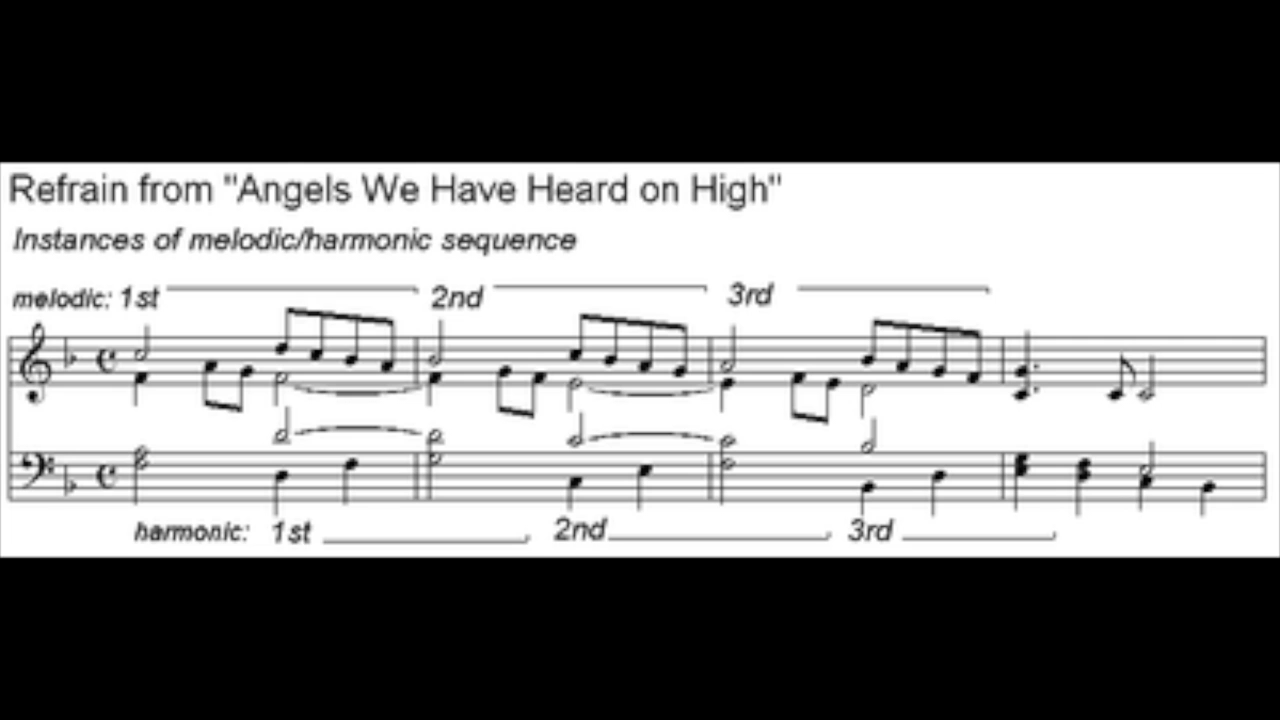 Refrain from "Angels We Have Heard on High"
Instances of melodic/harmonic sequence
melodic: 1st 2nd 3rd
harmonic: 1st 2nd 3rd